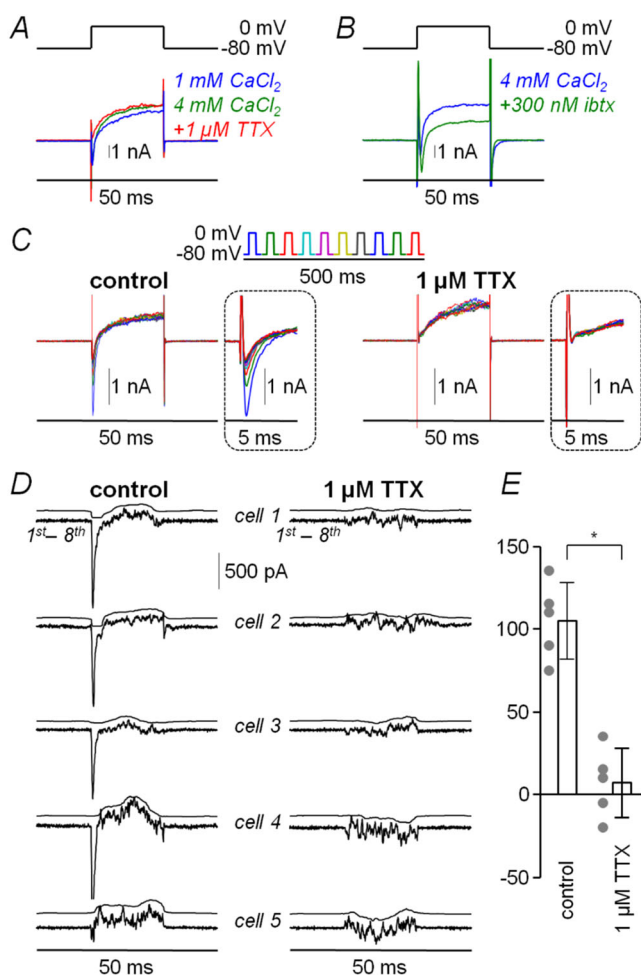 A
0 mV
-80 mV
1 mM CaCl2
4 mM CaCl2
+1 µM TTX
1 nA
50 ms
B
0 mV
-80 mV
4 mM CaCl2
+300 nM ibtx
1 nA
50 ms
C
0 mV
-80 mV
500 ms
control
1 nA
50 ms
1 nA
5 ms
1 µM TTX
1 nA
50 ms
1 nA
5 ms
D
control
1 µM TTX
1st – 8th
cell 1
1st – 8th
500 pA
cell 2
cell 3
cell 4
cell 5
50 ms
50 ms
E
*
150
100
50
0
-50
control
1 µM TTX